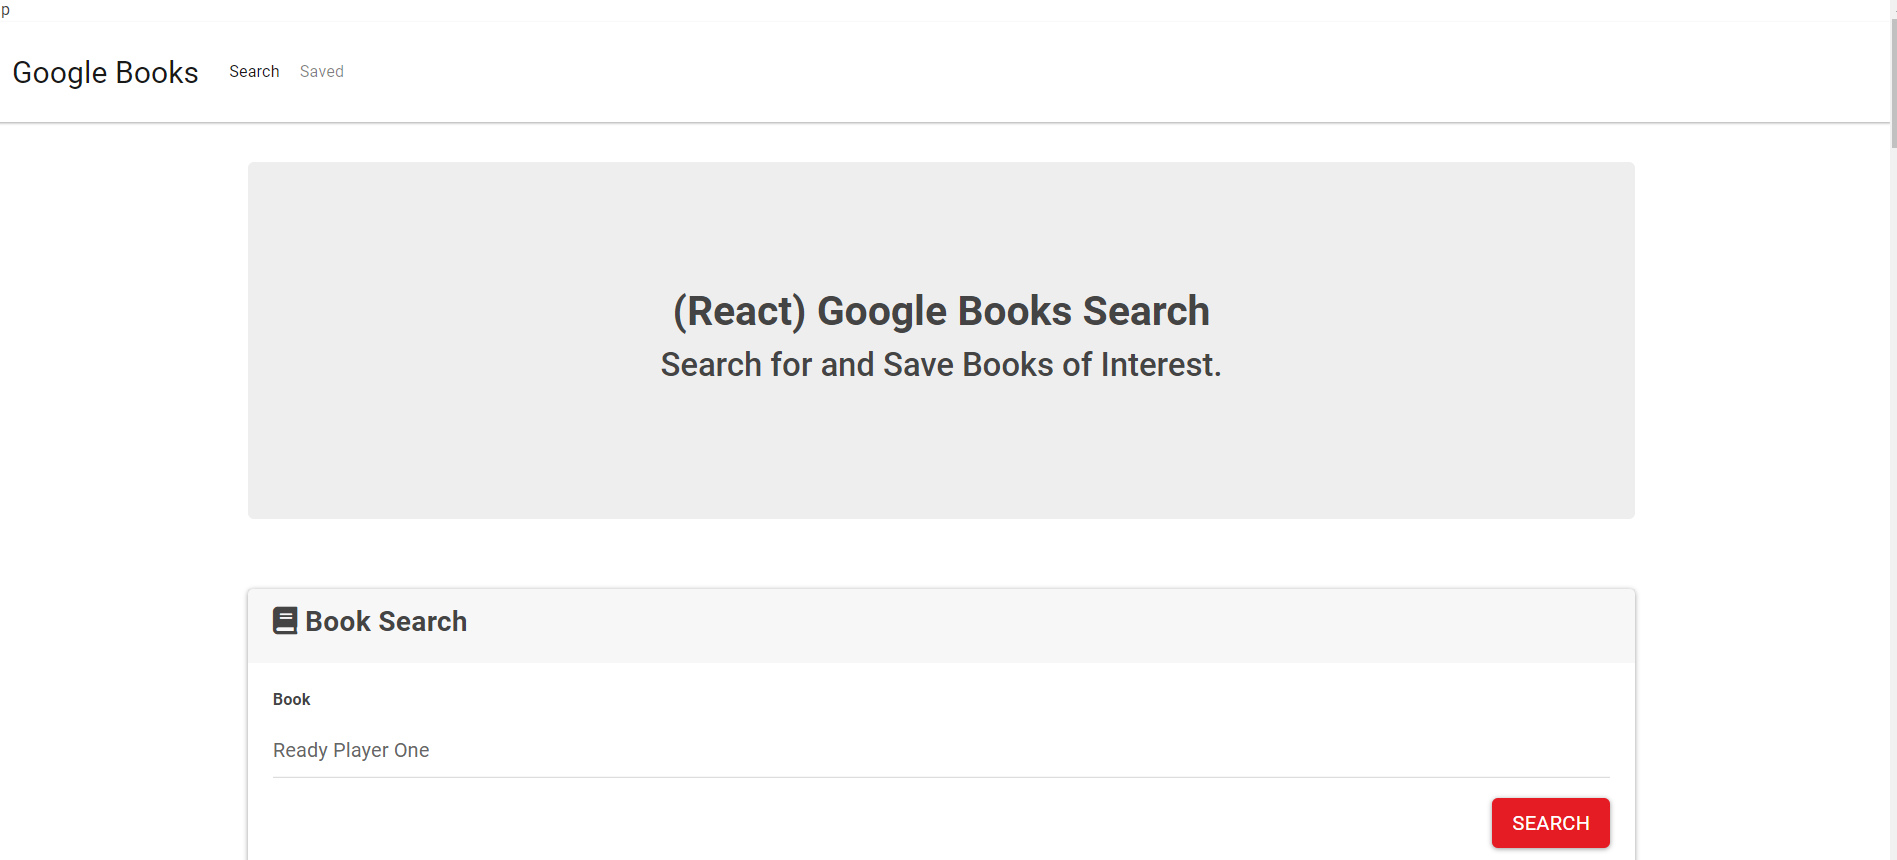 p
Google Books Search Saved
(React) Google Books Search
Search for and Save Books of Interest.
Book Search
Book
Ready Player One
SEARCH